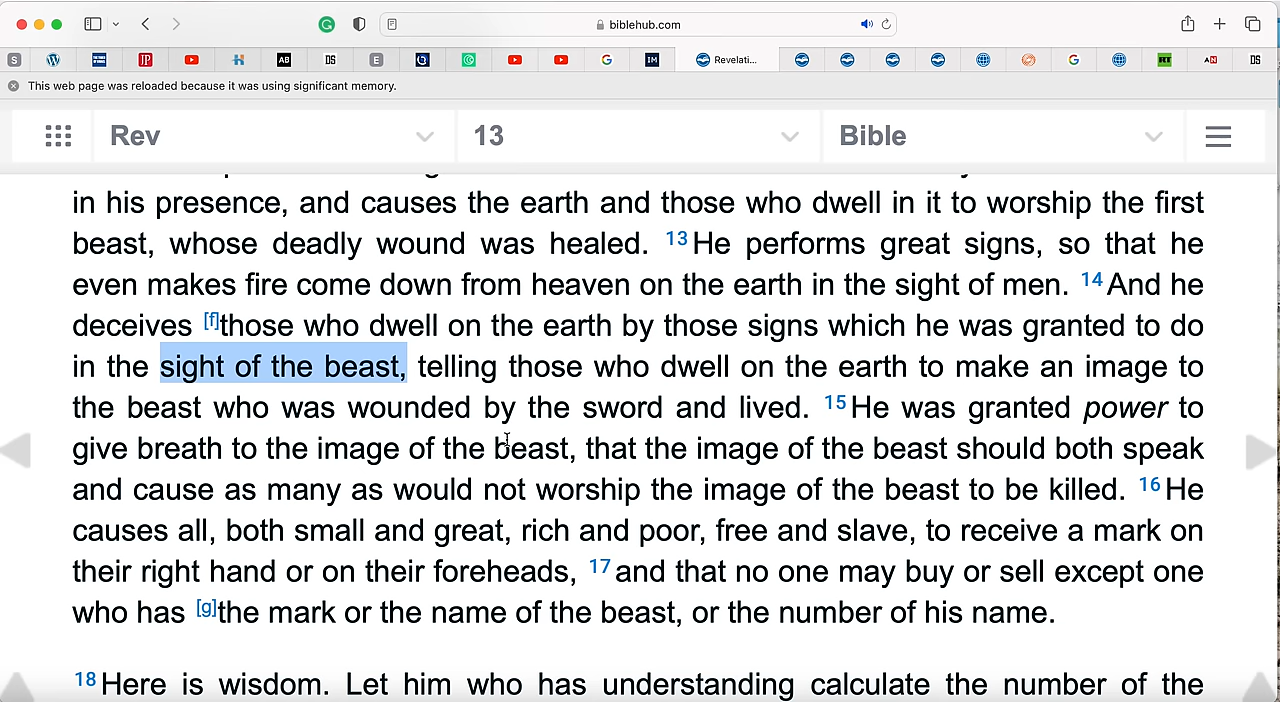 biblehub.com
S JP H AB DS E Q IM Revelati... RT AN DS
This web page was reloaded because it was using significant memory.
Rev 13 Bible
in his presence, and causes the earth and those who dwell in it to worship the first
beast, whose deadly wound was healed. 13 He performs great signs, so that he
even makes fire come down from heaven on the earth in the sight of men. 14 And he
deceives [f]those who dwell on the earth by those signs which he was granted to do
in the sight of the beast, telling those who dwell on the earth to make an image to
the beast who was wounded by the sword and lived. 15 He was granted power to
give breath to the image of the beast, that the image of the beast should both speak
and cause as many as would not worship the image of the beast to be killed. 16 He
causes all, both small and great, rich and poor, free and slave, to receive a mark on
their right hand or on their foreheads, 17 and that no one may buy or sell except one
who has [g]the mark or the name of the beast, or the number of his name.
18 Here is wisdom. Let him who has understanding calculate the number of the